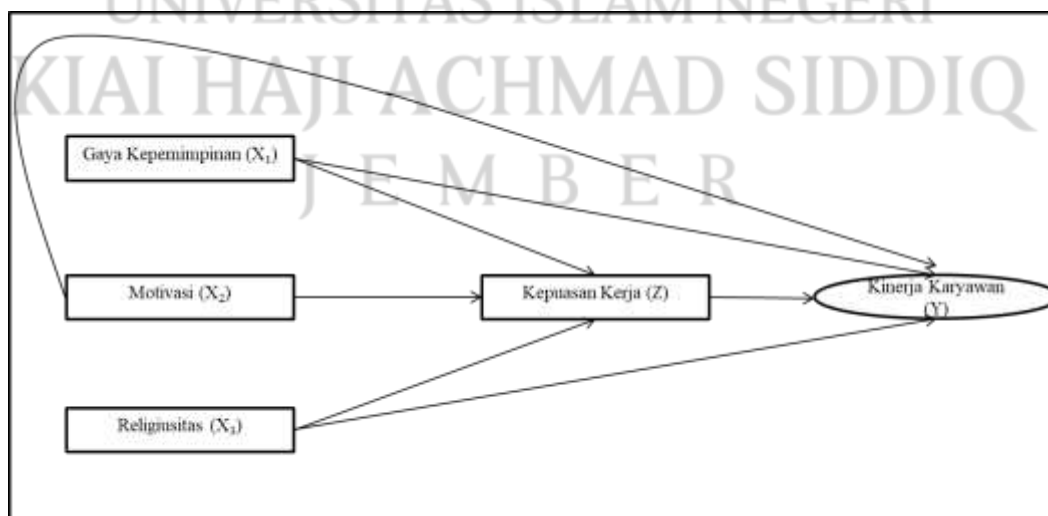 UNIVERSITAS ISLAM NEGERI
KIAI HAJI ACHMAD SIDDIQ
J E M B E R
Gaya Kepemimpinan (X₁)
Motivasi (X₂)
Kepuasan Kerja (Z)
Kinerja Karyawan
(Y)
Religiusitas (X₃)